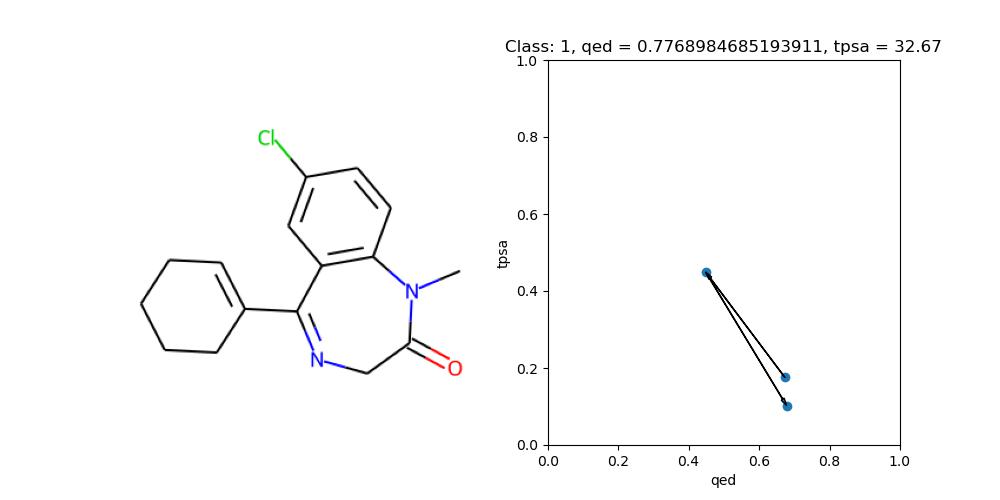 Class: 1, qed = 0.7768984685193911, tpsa = 32.67
Cl
N
N
O
1.0
0.8
0.6
0.4
0.2
0.0
tpsa
0.0 0.2 0.4 0.6 0.8 1.0
qed